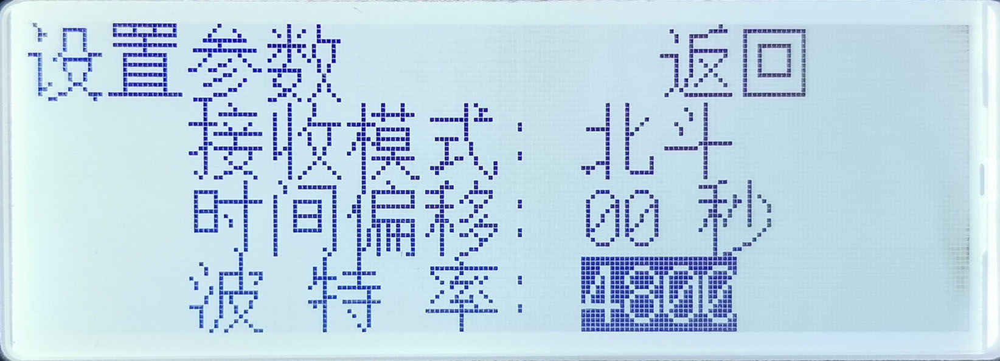 设置参数 返回
接收模式： 北斗
时间偏移： 00 秒
波 特 率： 4800